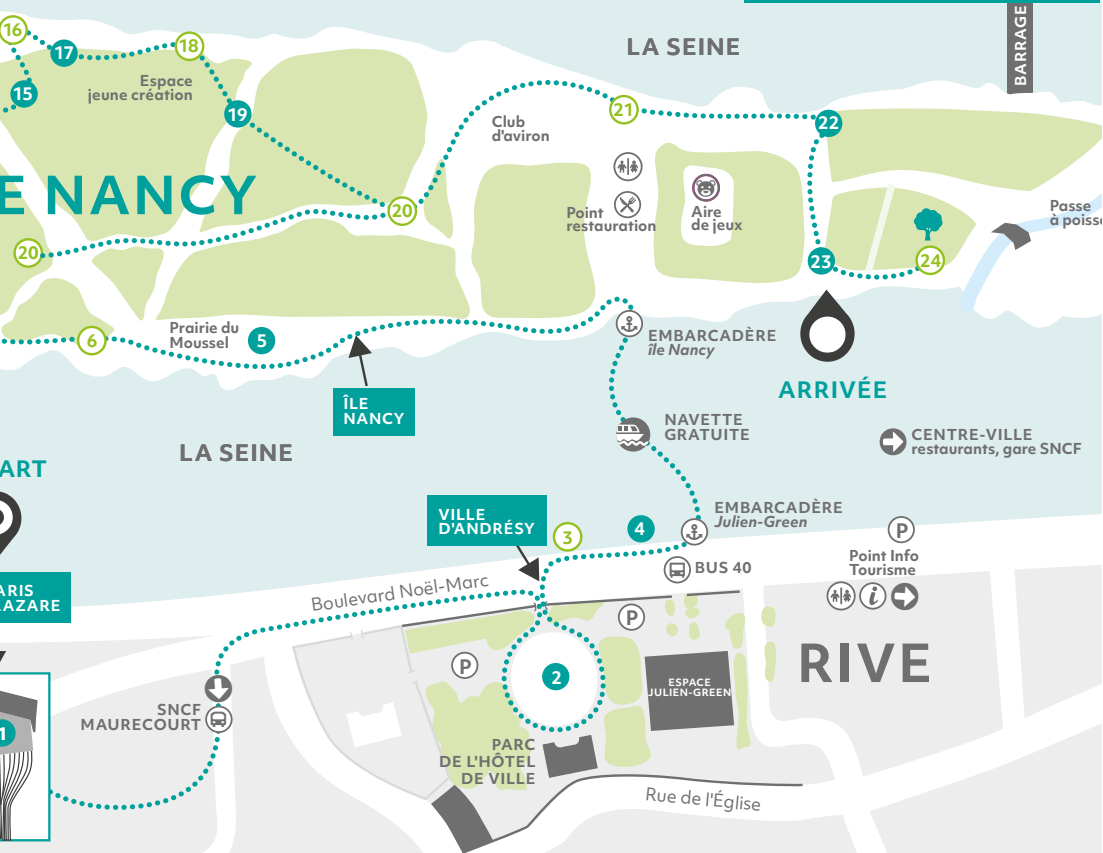 BARRAGE
LA SEINE
16
17
18
15
Espace
jeune création
19
21
22
Club
d'aviron
E NANCY
20
Point
restauration
Aire
de jeux
Passe
à poisso
20
23
24
6
Prairie du
Moussel
5
EMBARCADÈRE
île Nancy
ARRIVÉE
ÎLE
NANCY
NAVETTE
GRATUITE
CENTRE-VILLE
restaurants, gare SNCF
LA SEINE
ART
VILLE
D'ANDRÉSY
3
4
EMBARCADÈRE
Julien-Green
P
Point Info
Tourisme
i
BUS 40
ARIS
LAZARE
Boulevard Noël-Marc
P
P
2
ESPACE
JULIEN-GREEN
RIVE
SNCF
MAURECOURT
1
PARC
DE L'HÔTEL
DE VILLE
Rue de l'Église